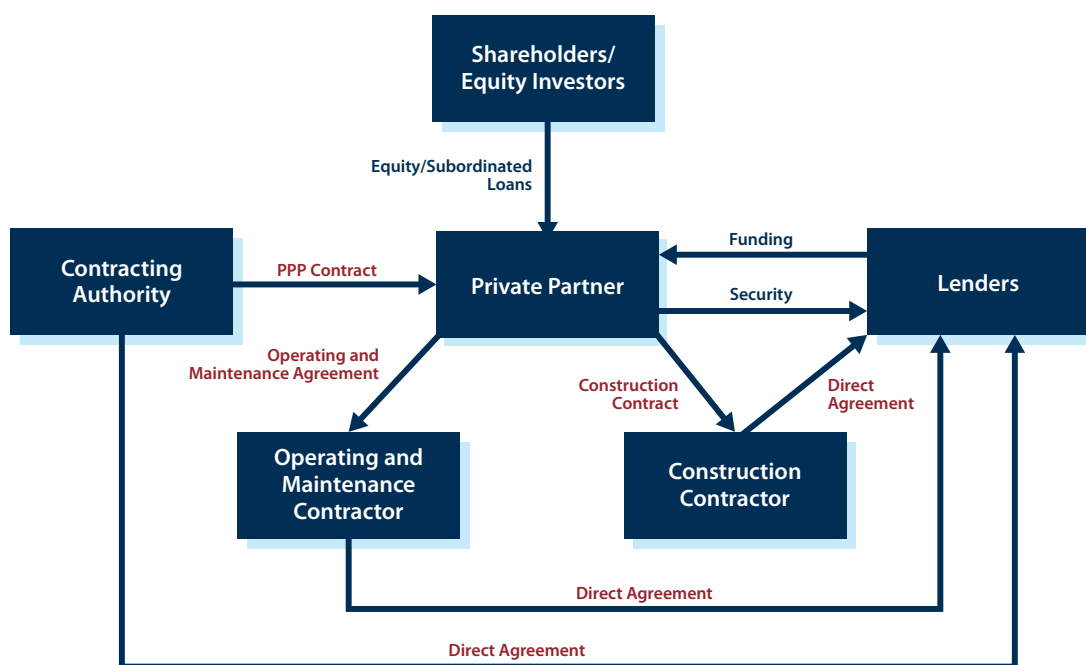 Shareholders/
Equity Investors
Equity/Subordinated
Loans
Contracting
Authority
PPP Contract
Private Partner
Funding
Security
Lenders
Operating and
Maintenance Agreement
Construction
Contract
Direct
Agreement
Operating and
Maintenance
Contractor
Construction
Contractor
Direct Agreement
Direct Agreement